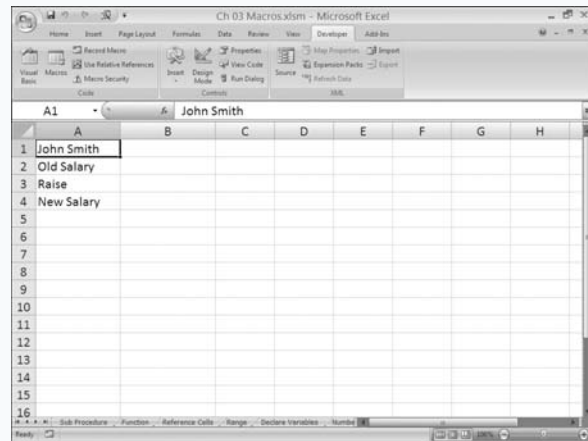 Ch 03 Macros.xlsm - Microsoft Excel
Home Insert Page Layout Formulas Data Review View Developer Add-Ins
Visual Basic
Macros
Record Macro
Use Relative References
Macro Security
Code
Insert
Design Mode
Properties
View Code
Run Dialog
Controls
Source
Map Properties
Expansion Packs
Refresh Data
Import
Export
XML
A1 fx John Smith
A B C D E F G H
1 John Smith
2 Old Salary
3 Raise
4 New Salary
5
6
7
8
9
10
11
12
13
14
15
16
Sub Procedure Function Reference Cells Range Declare Variables Numbe
Ready 100%